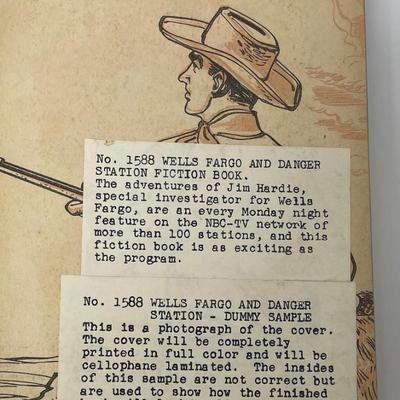 No. 1588 WELLS FARGO AND DANGER
STATION FICTION BOOK.
The adventures of Jim Hardie,
special investigator for Wells
Fargo, are an every Monday night
feature on the NBC-TV network of
more than 100 stations, and this
fiction book is as exciting as
the program.
No. 1588 WELLS FARGO AND DANGER
STATION - DUMMY SAMPLE
This is a photograph of the cover.
The cover will be completely
printed in full color and will be
cellophane laminated. The insides
of this sample are not correct but
are used to show how the finished